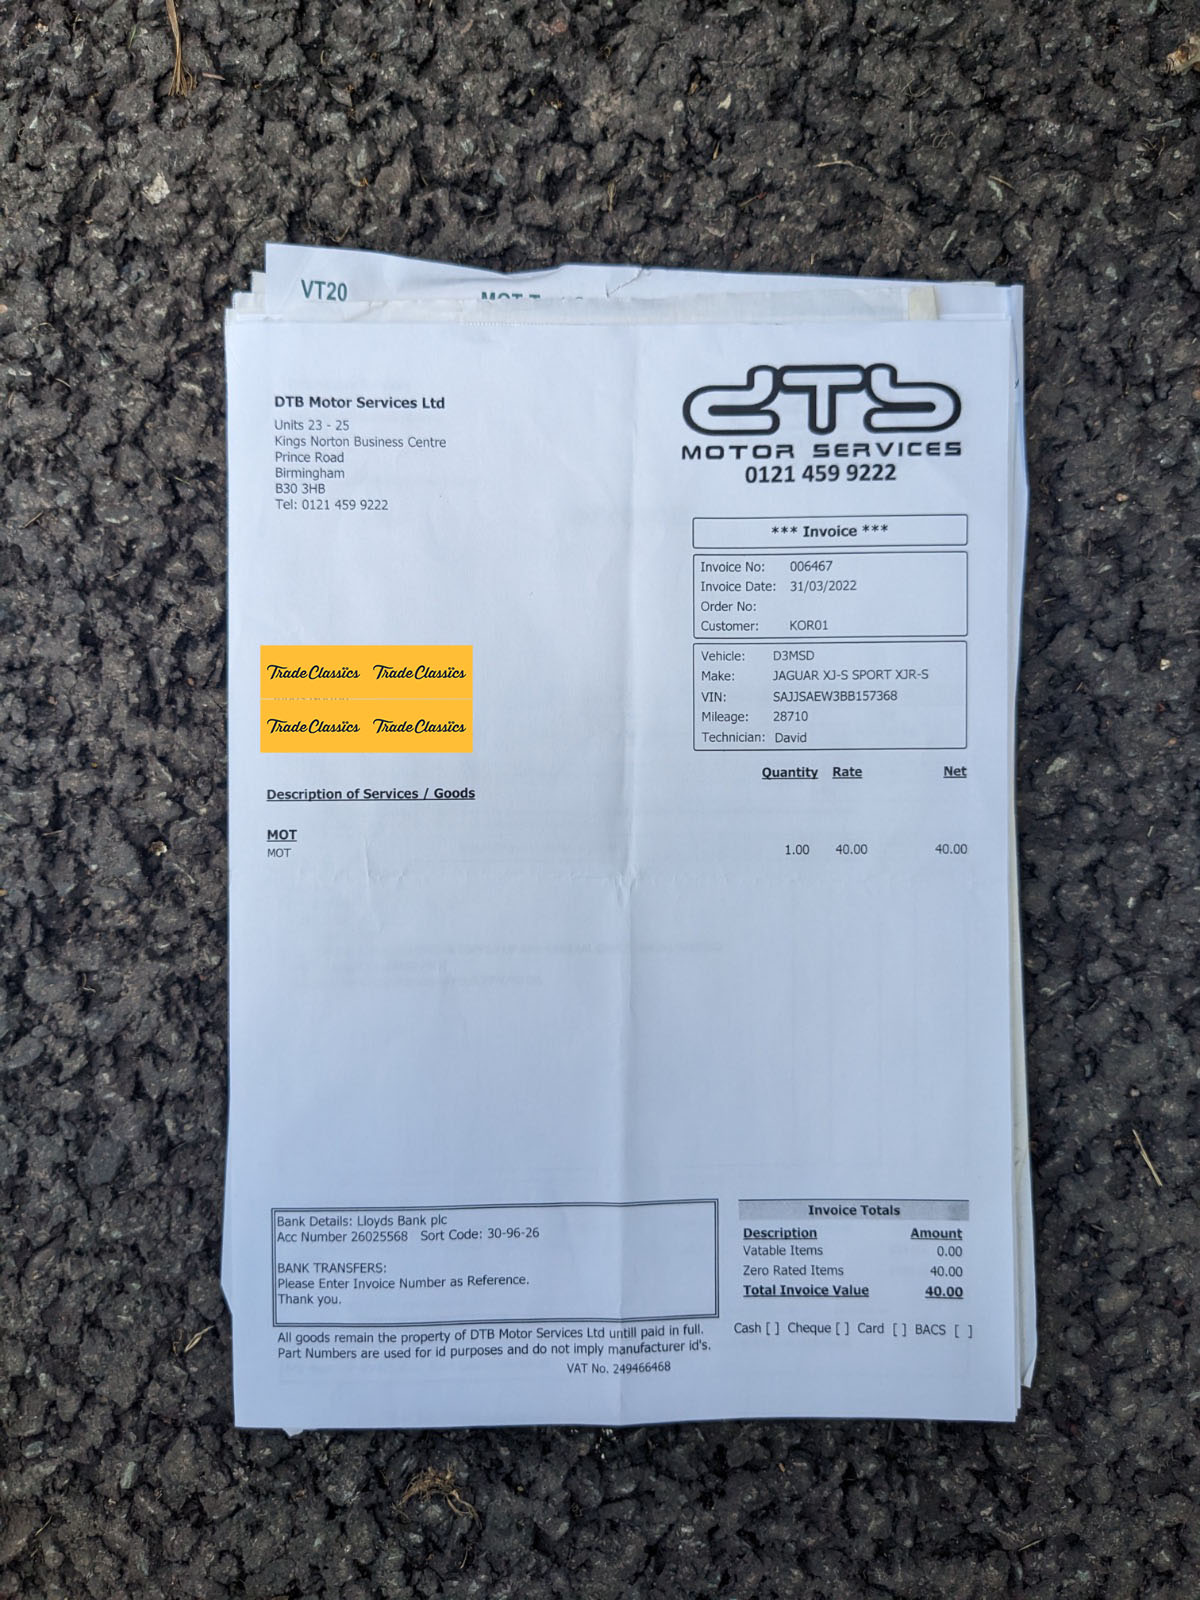 VT20
DTB Motor Services Ltd
Units 23 - 25
Kings Norton Business Centre
Prince Road
Birmingham
B30 3HB
Tel: 0121 459 9222
dTb
MOTOR SERVICES
0121 459 9222
*** Invoice ***
Invoice No: 006467
Invoice Date: 31/03/2022
Order No:
Customer: KOR01
Vehicle: D3MSD
Make: JAGUAR XJ-S SPORT XJR-S
VIN: SAJJSAEW3BB157368
Mileage: 28710
Technician: David
Trade Classics Trade Classics
Trade Classics Trade Classics
Quantity Rate Net
Description of Services / Goods
MOT
MOT 1.00 40.00 40.00
Bank Details: Lloyds Bank plc
Acc Number 26025568 Sort Code: 30-96-26
BANK TRANSFERS:
Please Enter Invoice Number as Reference.
Thank you.
Invoice Totals
Description Amount
Vatable Items 0.00
Zero Rated Items 40.00
Total Invoice Value 40.00
Cash [ ] Cheque [ ] Card [ ] BACS [ ]
All goods remain the property of DTB Motor Services Ltd untill paid in full.
Part Numbers are used for id purposes and do not imply manufacturer id's.
VAT No. 249466468